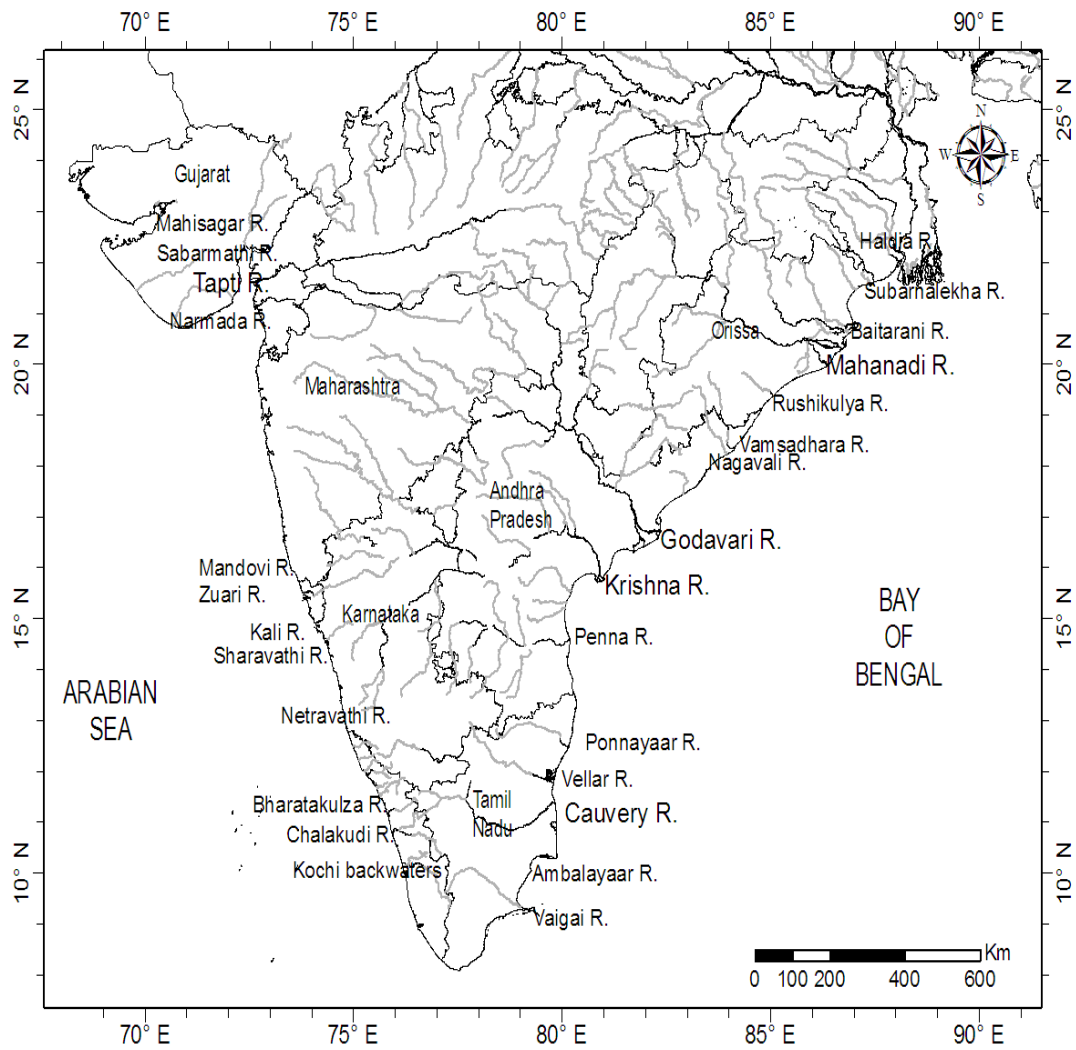 70° E 75° E 80° E 85° E 90° E
25° N
25° N
N
W E
S
Gujarat
Mahisagar R.
Sabarmathi R.
Tapti R.
Narmada R.
Haldia R.
Subarnalekha R.
Orissa
Baitarani R.
20° N
20° N
Mahanadi R.
Maharashtra
Rushikulya R.
Vamsadhara R.
Nagavali R.
Andhra
Pradesh
Godavari R.
Mandovi R.
Krishna R.
Zuari R.
Karnataka
15° N
15° N
Kali R.
Penna R.
Sharavathi R.
BAY
OF
BENGAL
ARABIAN
SEA
Netravathi R.
Ponnayaar R.
Vellar R.
Tamil
Nadu
Bharatakulza R.
Cauvery R.
Chalakudi R.
Kochi backwaters
10° N
10° N
Ambalayaar R.
Vaigai R.
Km
0 100 200 400 600
70° E 75° E 80° E 85° E 90° E